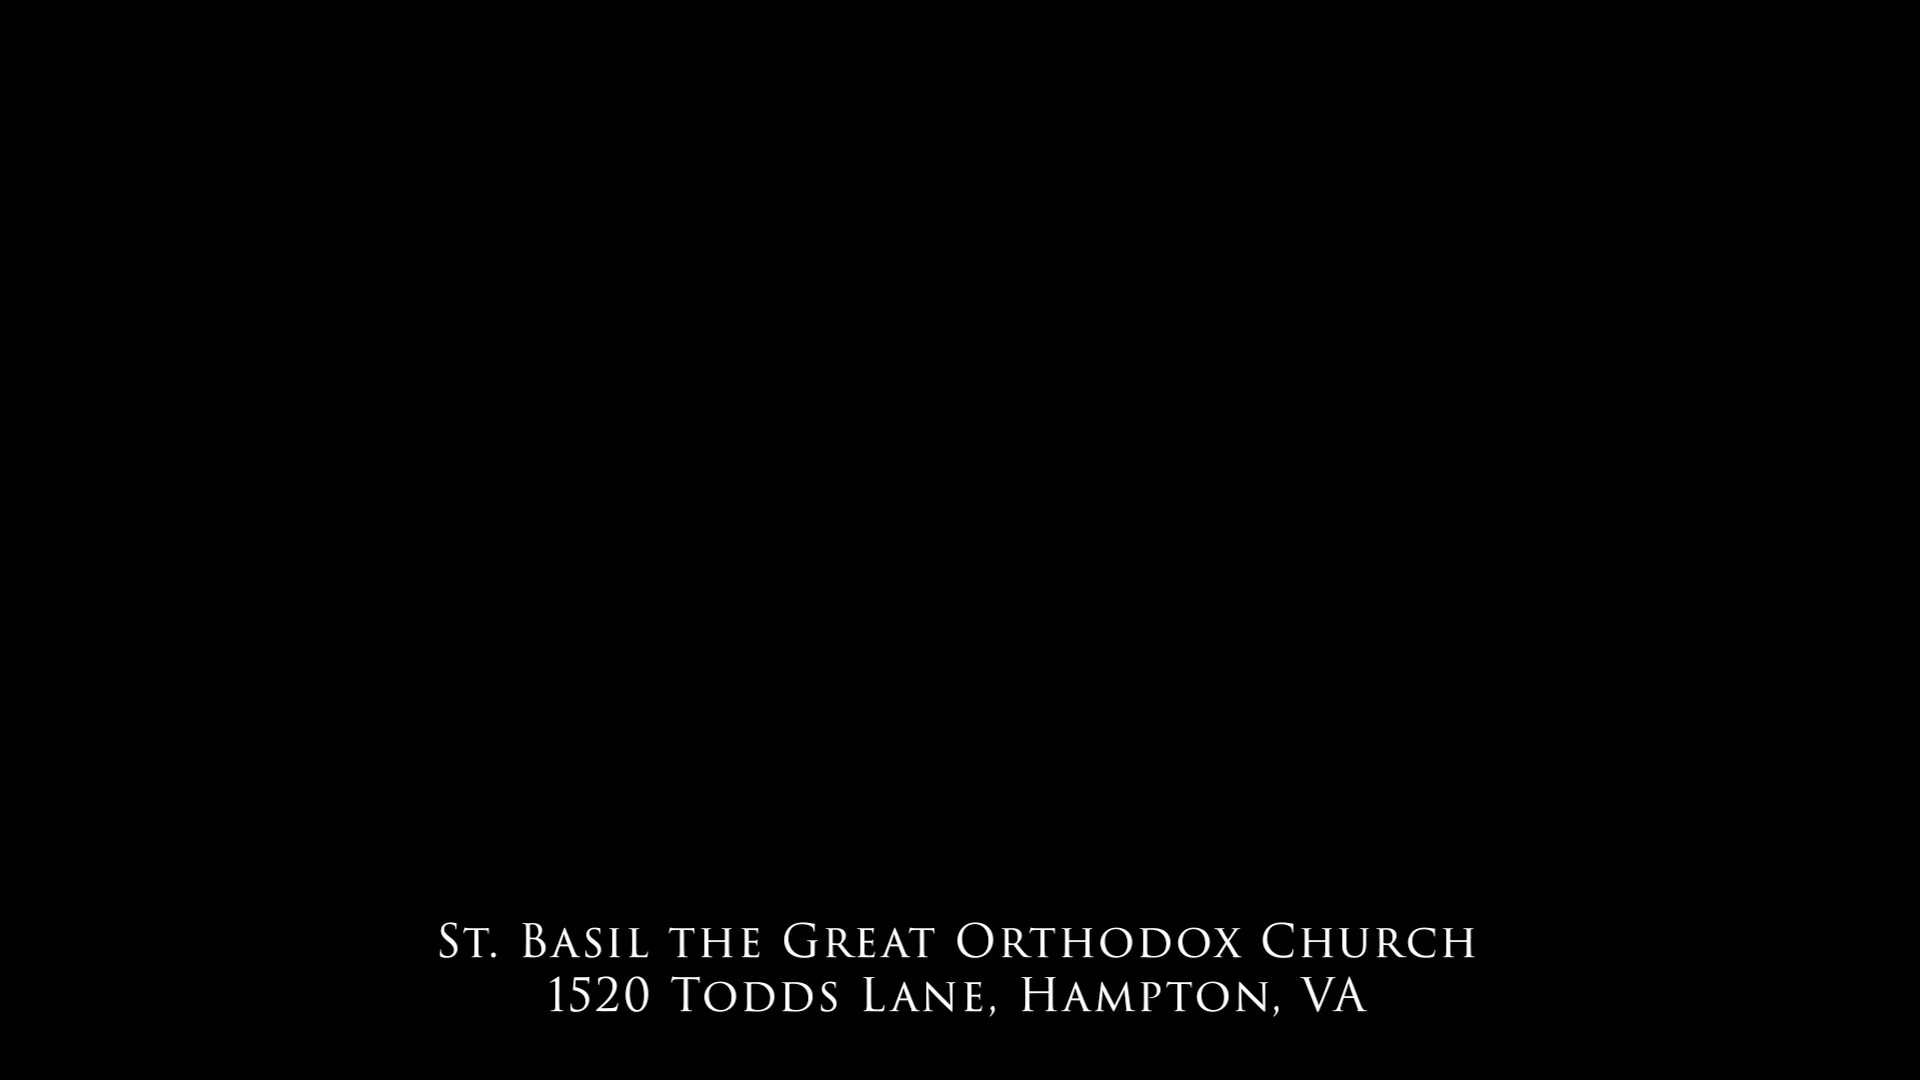 St. Basil the Great Orthodox Church
1520 Todds Lane, Hampton, VA